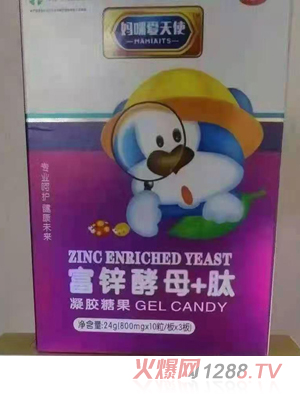 妈咪爱天使
MAMIAITS
专业呵护 健康未来
ZINC ENRICHED YEAST
富锌酵母+肽
凝胶糖果 GEL CANDY
净含量:24g(800mgx10粒/板x3板)
火爆网1288.TV